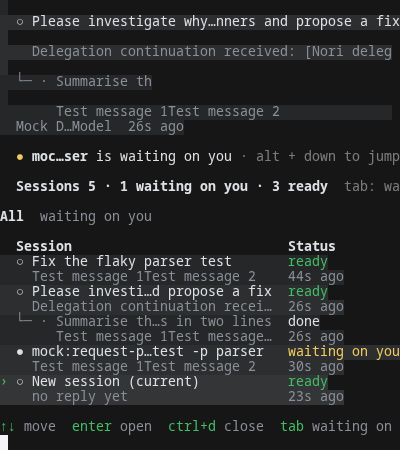 ○ Please investigate why…nners and propose a fix
Delegation continuation received: [Nori deleg
└─ · Summarise th
Test message 1Test message 2
Mock D…Model  26s ago
● moc…ser is waiting on you · alt + down to jump
Sessions 5 · 1 waiting on you · 3 ready  tab: wa
All  waiting on you
Session  Status
○ Fix the flaky parser test  ready
Test message 1Test message 2  44s ago
○ Please investi…d propose a fix  ready
Delegation continuation recei…  26s ago
└─ · Summarise th…s in two lines  done
Test message 1Test message…  26s ago
● mock:request-p…test -p parser  waiting on you
Test message 1Test message 2  30s ago
› ○ New session (current)  ready
no reply yet  23s ago
↑↓ move  enter open  ctrl+d close  tab waiting on